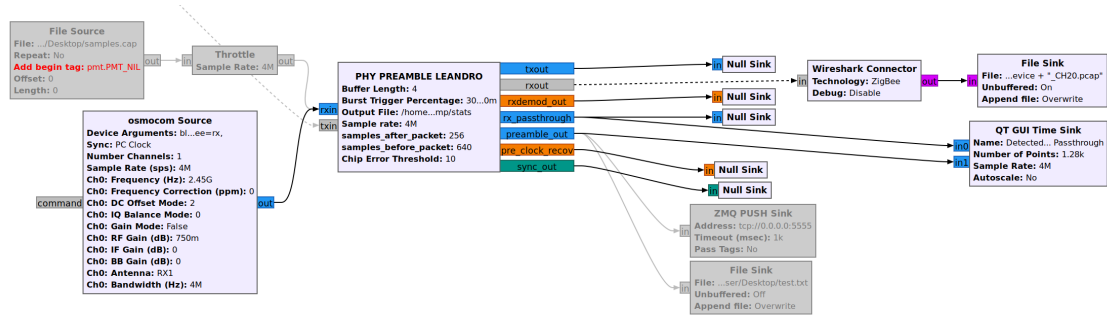 File Source
File: .../Desktop/samples.cap
Repeat: No
Add begin tag: pmt.PMT_NIL
Offset: 0
Length: 0
out
in
Throttle
Sample Rate: 4M
out
osmocom Source
Device Arguments: bl...ee=rx,
Sync: PC Clock
Number Channels: 1
Sample Rate (sps): 4M
Ch0: Frequency (Hz): 2.45G
Ch0: Frequency Correction (ppm): 0
Ch0: DC Offset Mode: 2
Ch0: IQ Balance Mode: 0
Ch0: Gain Mode: False
Ch0: RF Gain (dB): 750m
Ch0: IF Gain (dB): 0
Ch0: BB Gain (dB): 0
Ch0: Antenna: RX1
Ch0: Bandwidth (Hz): 4M
command
out
rxin
txin
PHY PREAMBLE LEANDRO
Buffer Length: 4
Burst Trigger Percentage: 30...0m
Output File: /home...mp/stats
Sample rate: 4M
samples_after_packet: 256
samples_before_packet: 640
Chip Error Threshold: 10
txout
rxout
rxdemod_out
rx_passthrough
preamble_out
pre_clock_recov
sync_out
in
Null Sink
in
Null Sink
in
Null Sink
in
Null Sink
in
Null Sink
in
Wireshark Connector
Technology: ZigBee
Debug: Disable
out
in
File Sink
File: ...evice + "_CH20.pcap"
Unbuffered: On
Append file: Overwrite
in0
in1
QT GUI Time Sink
Name: Detected... Passthrough
Number of Points: 1.28k
Sample Rate: 4M
Autoscale: No
in
ZMQ PUSH Sink
Address: tcp://0.0.0.0:5555
Timeout (msec): 1k
Pass Tags: No
in
File Sink
File: ...ser/Desktop/test.txt
Unbuffered: Off
Append file: Overwrite